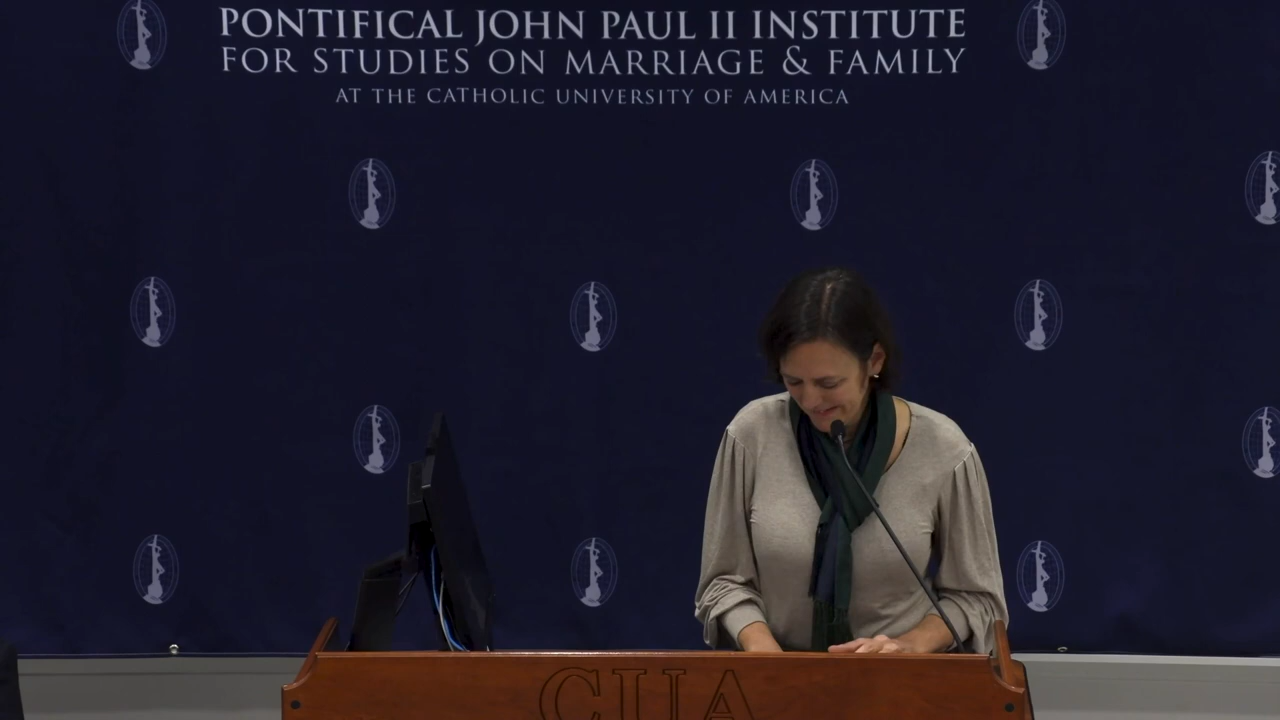 PONTIFICAL JOHN PAUL II INSTITUTE
FOR STUDIES ON MARRIAGE & FAMILY
AT THE CATHOLIC UNIVERSITY OF AMERICA
CUA